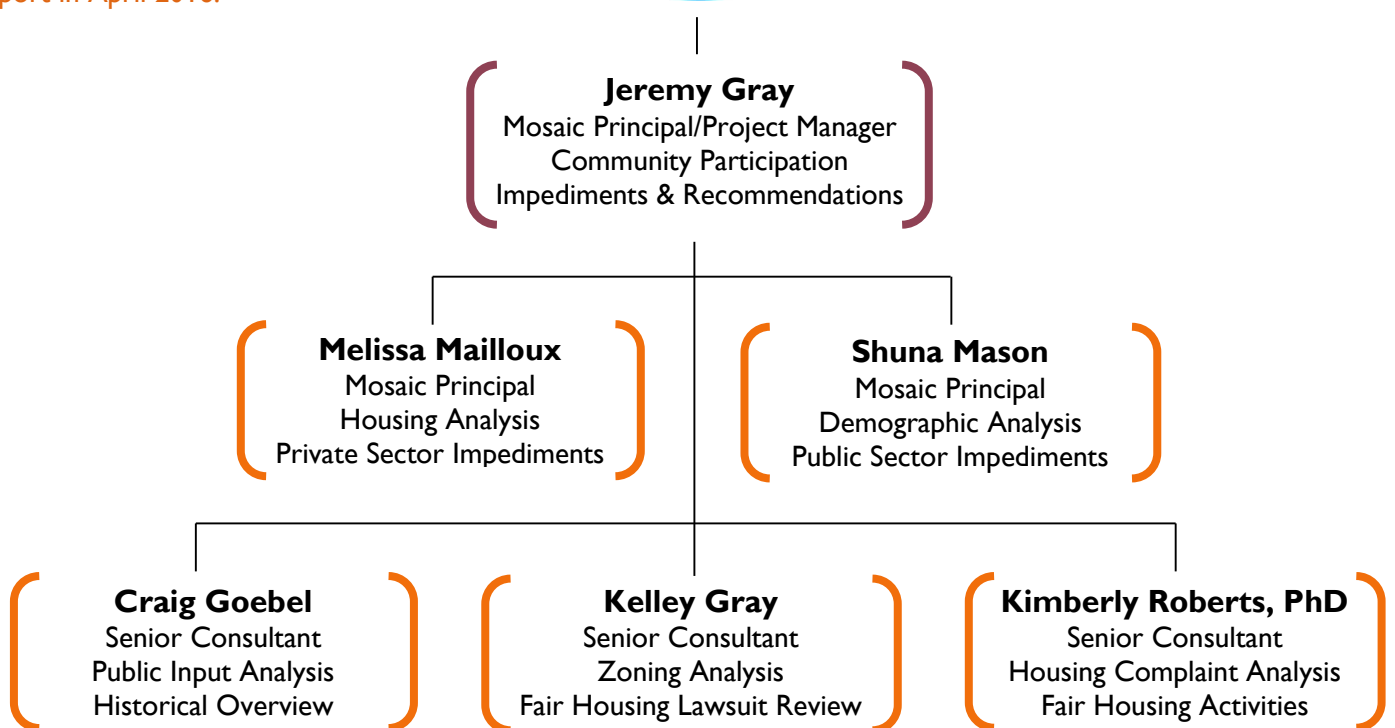 in April 2016.
Jeremy Gray
Mosaic Principal/Project Manager
Community Participation
Impediments & Recommendations
Melissa Mailloux
Mosaic Principal
Housing Analysis
Private Sector Impediments
Shuna Mason
Mosaic Principal
Demographic Analysis
Public Sector Impediments
Craig Goebel
Senior Consultant
Public Input Analysis
Historical Overview
Kelley Gray
Senior Consultant
Zoning Analysis
Fair Housing Lawsuit Review
Kimberly Roberts, PhD
Senior Consultant
Housing Complaint Analysis
Fair Housing Activities